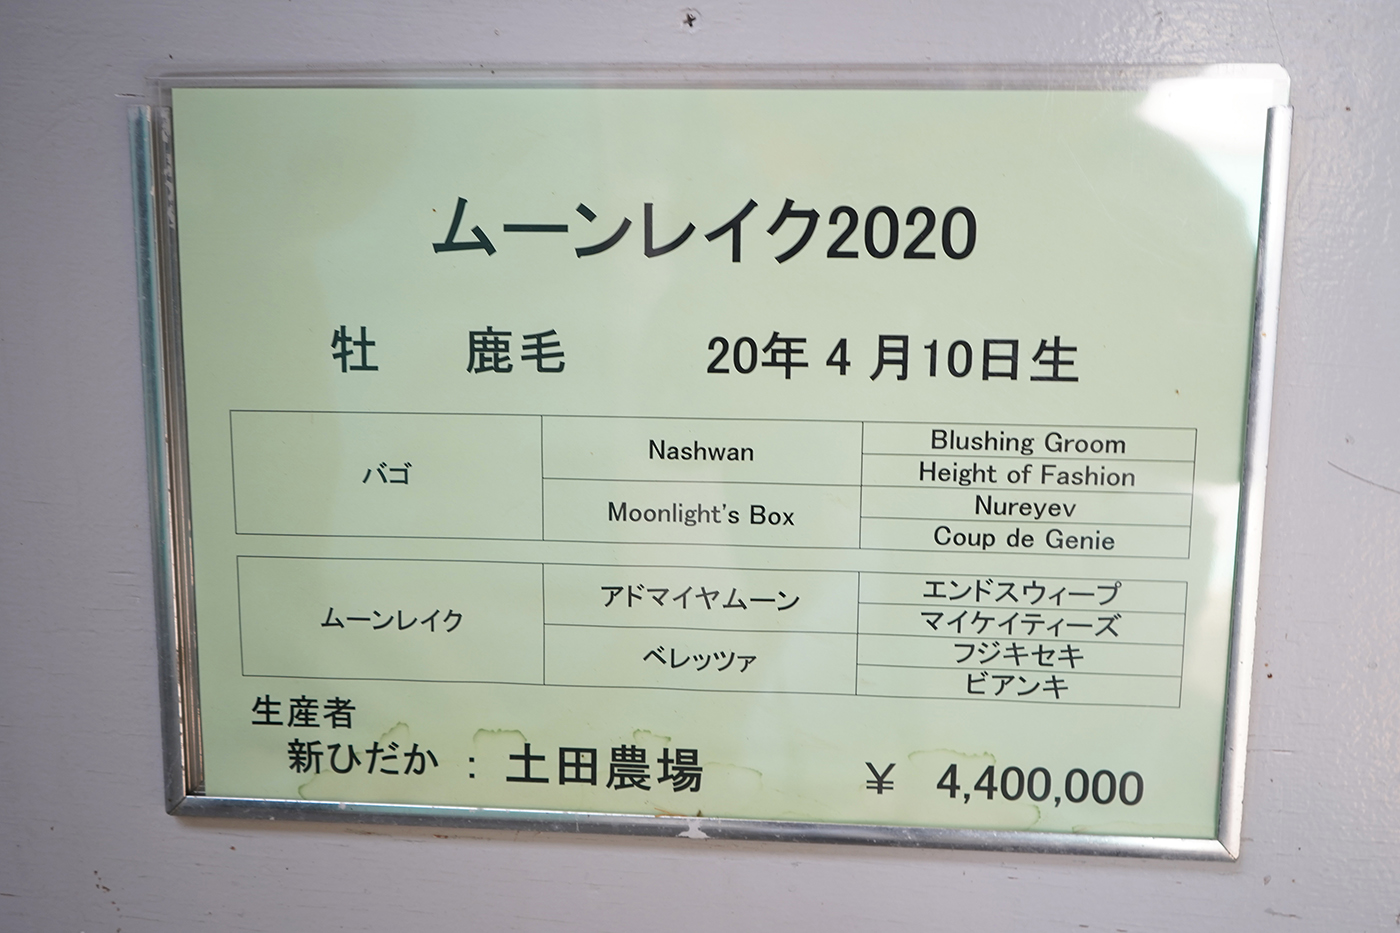 ムーンレイク2020
牡 鹿毛 20年 4 月10日生
バゴ
Nashwan
Blushing Groom
Height of Fashion
Moonlight's Box
Nureyev
Coup de Genie
ムーンレイク
アドマイヤムーン
エンドスウィープ
マイケイティーズ
ベレッツァ
フジキセキ
ビアンキ
生産者
新ひだか : 土田農場 ¥ 4,400,000